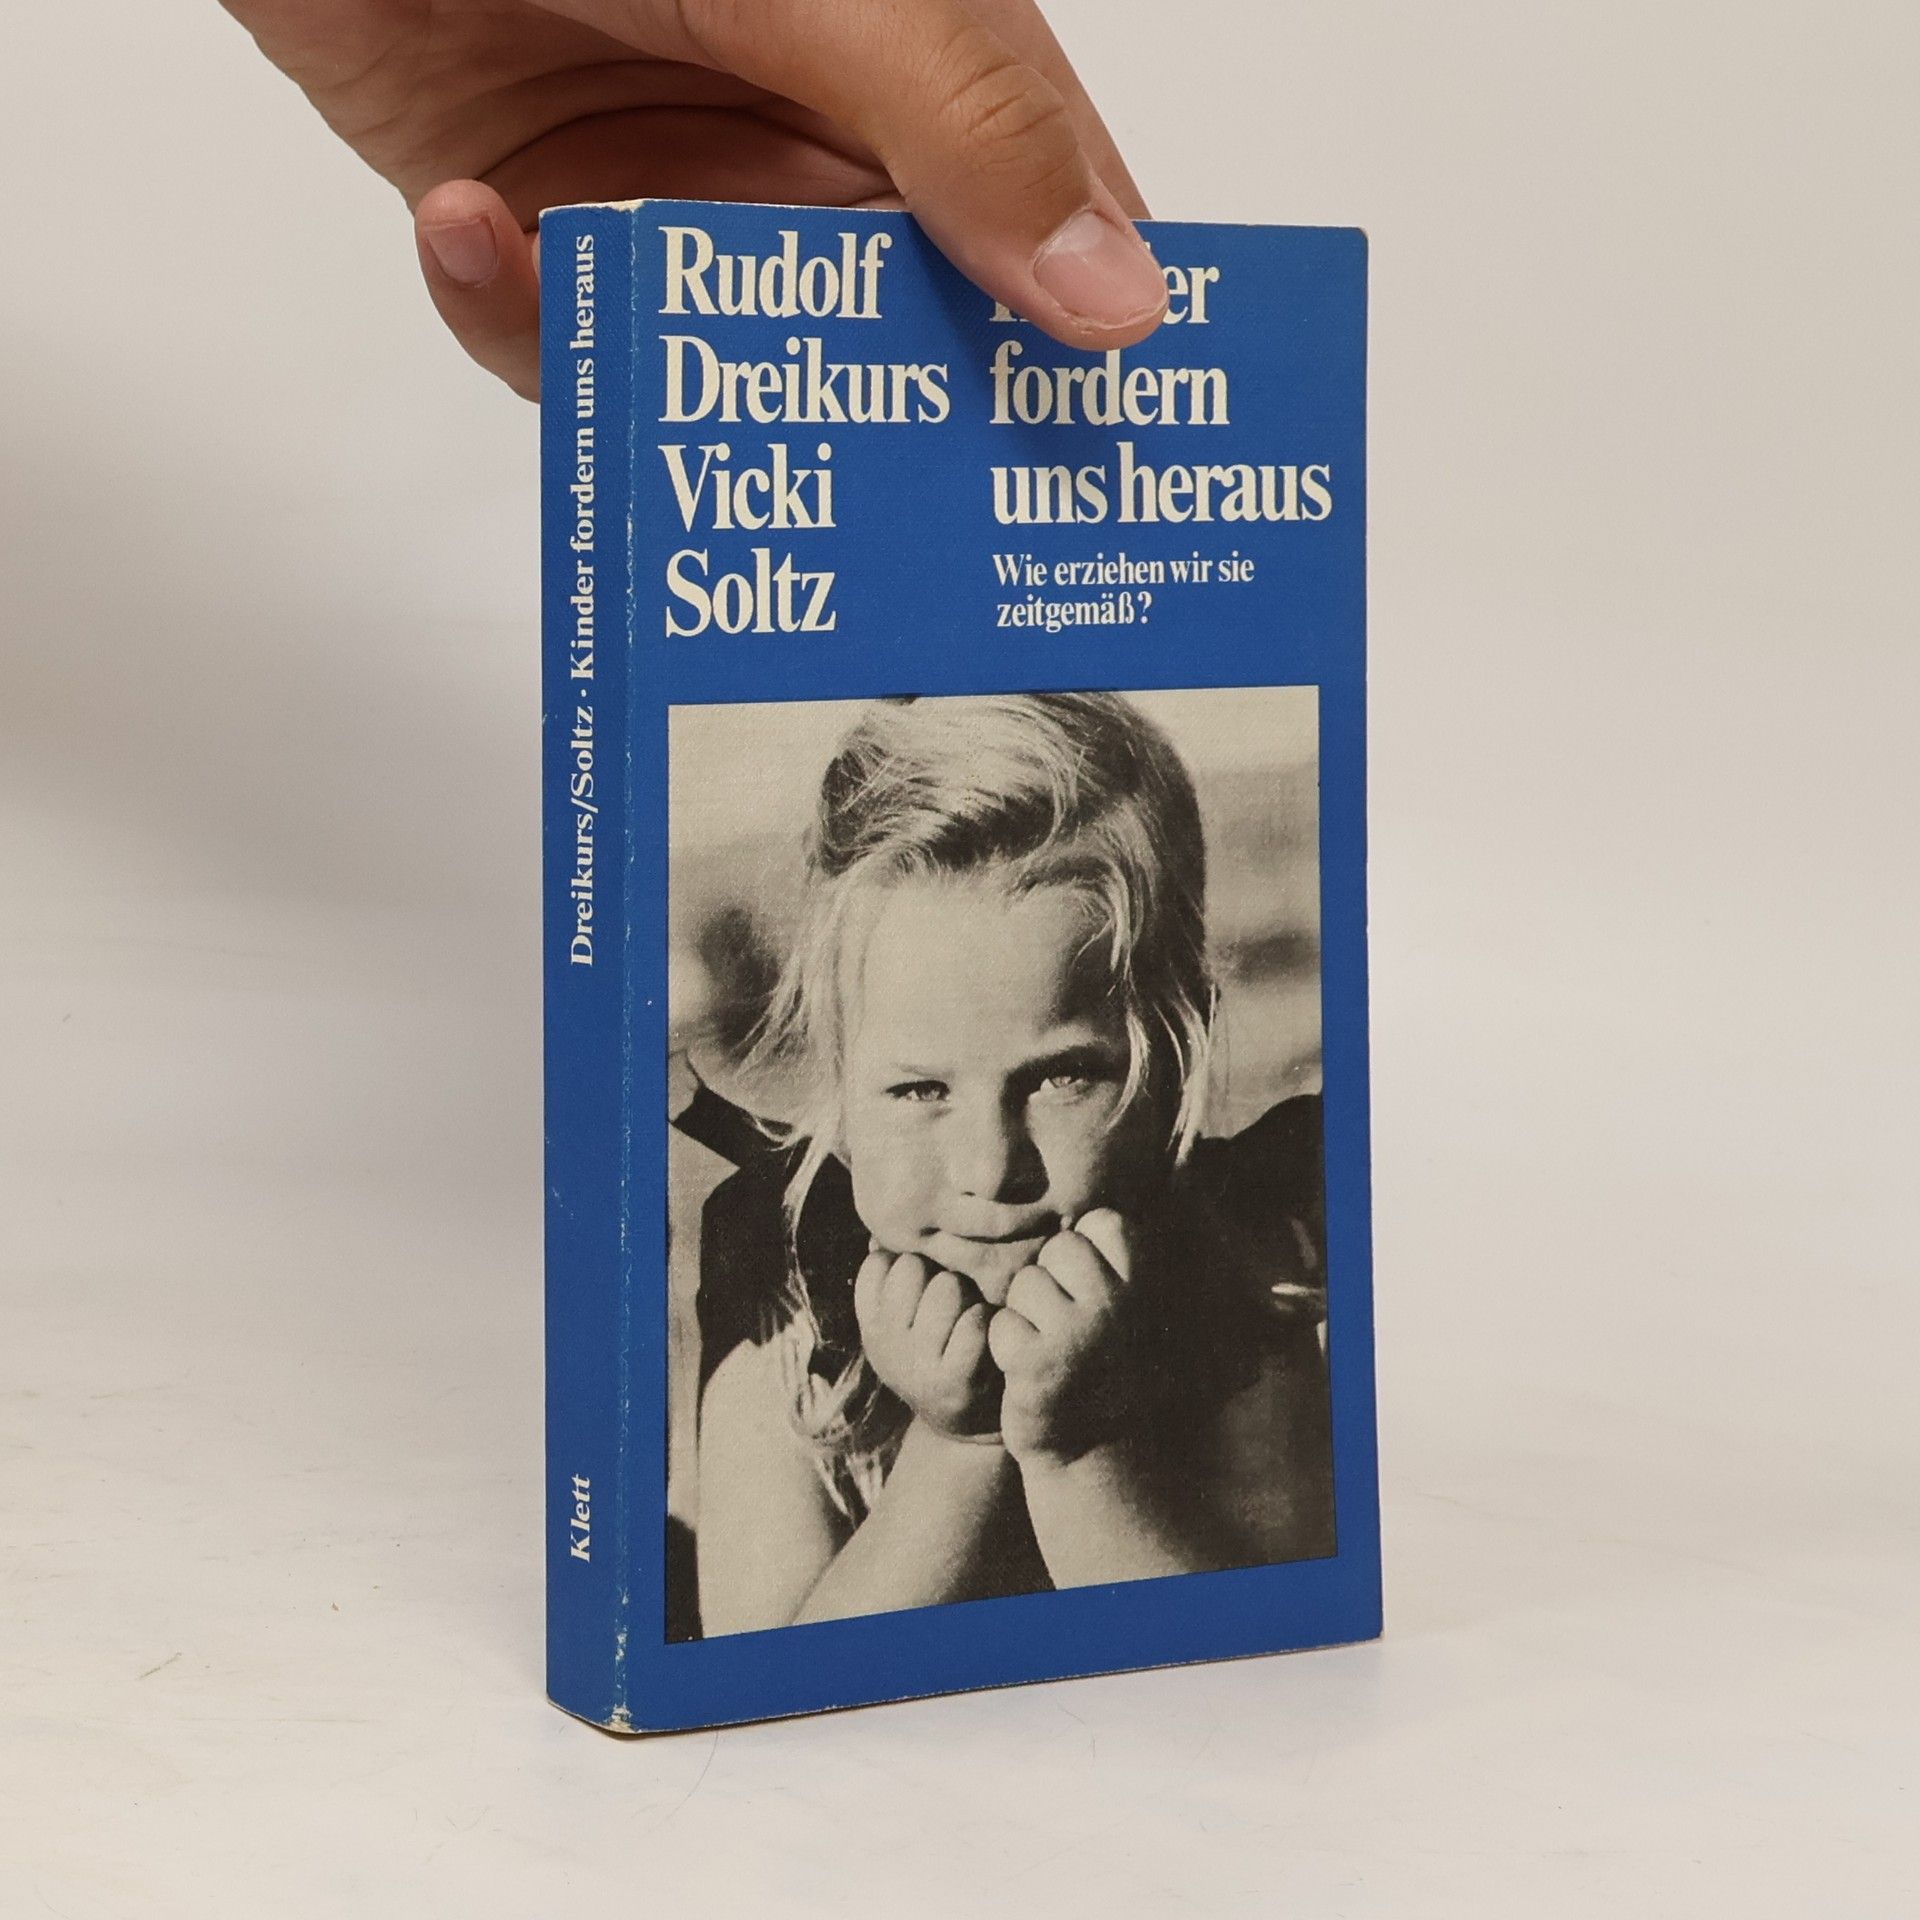 Rudolf
Dreikurs
Vicki
Soltz
fordern
uns heraus
Wie erziehen wir sie
zeitgemäß?
Dreikurs/Soltz · Kinder fordern uns heraus
Klett